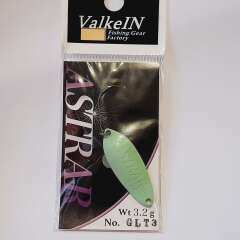 ValkeIN
Fishing Gear
Factory
ASTRAR
Wt 3.2g
No. GLT3